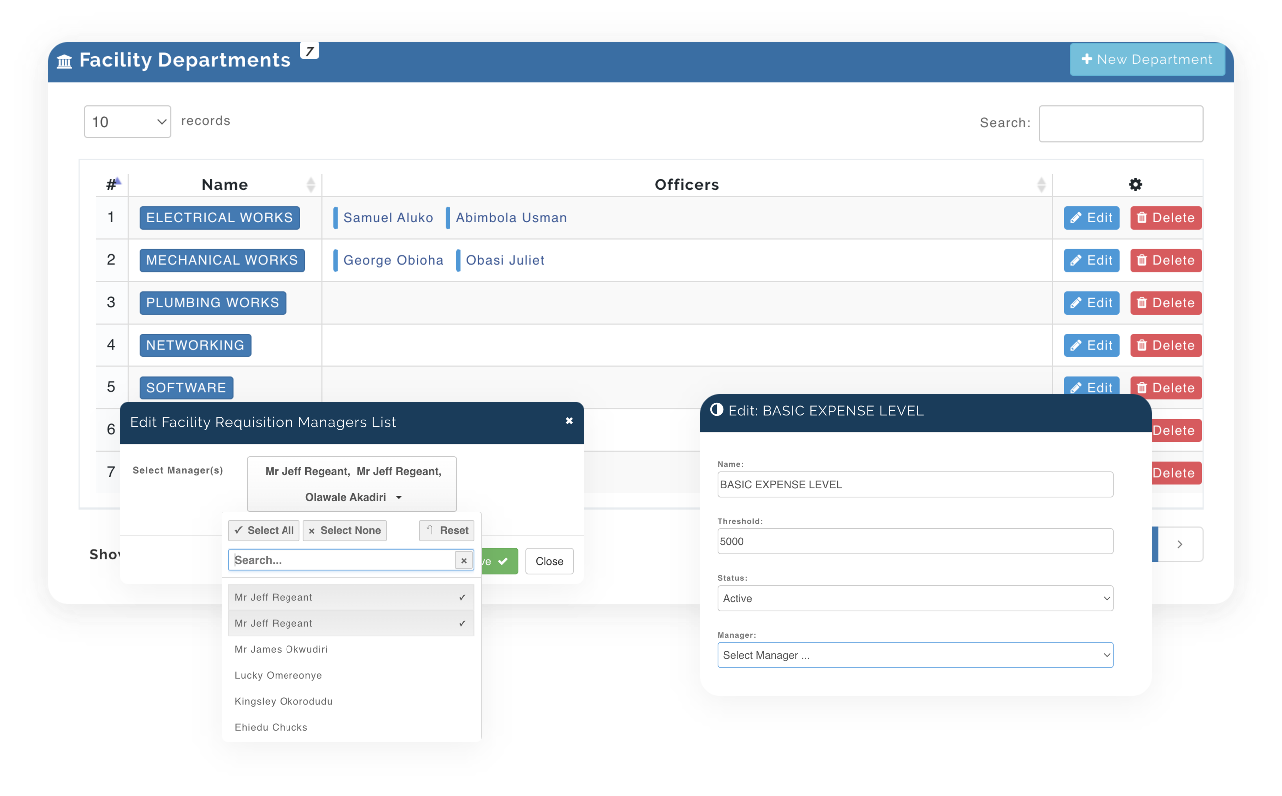 Facility Departments 7
New Department
10 records
Search:
# Name Officers
1 ELECTRICAL WORKS Samuel Aluko Abimbola Usman Edit Delete
2 MECHANICAL WORKS George Obioha Obasi Juliet Edit Delete
3 PLUMBING WORKS Edit Delete
4 NETWORKING Edit Delete
5 SOFTWARE Edit Delete
6 Delete
7 Delete
Edit Facility Requisition Managers List
Select Manager(s)
Mr Jeff Regeant, Mr Jeff Regeant,
Olawale Akadiri
Select All Select None Reset
Search...
Close
Mr Jeff Regeant
Mr Jeff Regeant
Mr James Okwudiri
Lucky Omereonye
Kingsley Okorodudu
Ehiedu Chucks
Edit: BASIC EXPENSE LEVEL
Name:
BASIC EXPENSE LEVEL
Threshold:
5000
Status:
Active
Manager:
Select Manager ...